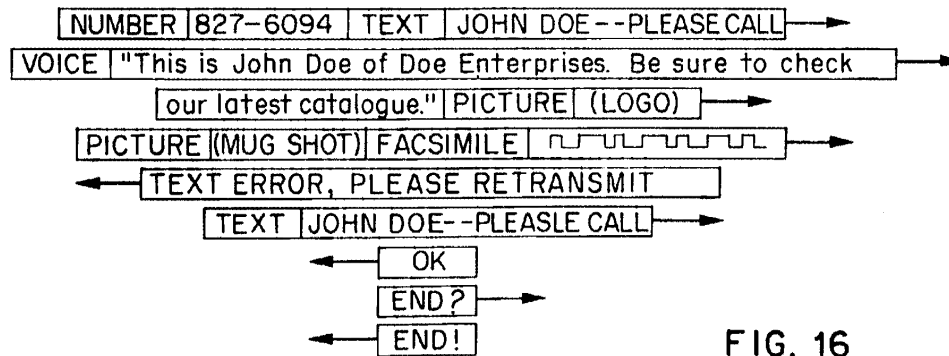 NUMBER 827-6094 TEXT JOHN DOE--PLEASE CALL
VOICE "This is John Doe of Doe Enterprises. Be sure to check
our latest catalogue." PICTURE (LOGO)
PICTURE (MUG SHOT) FACSIMILE
TEXT ERROR, PLEASE RETRANSMIT
TEXT JOHN DOE--PLEASLE CALL
OK
END?
END!
FIG. 16